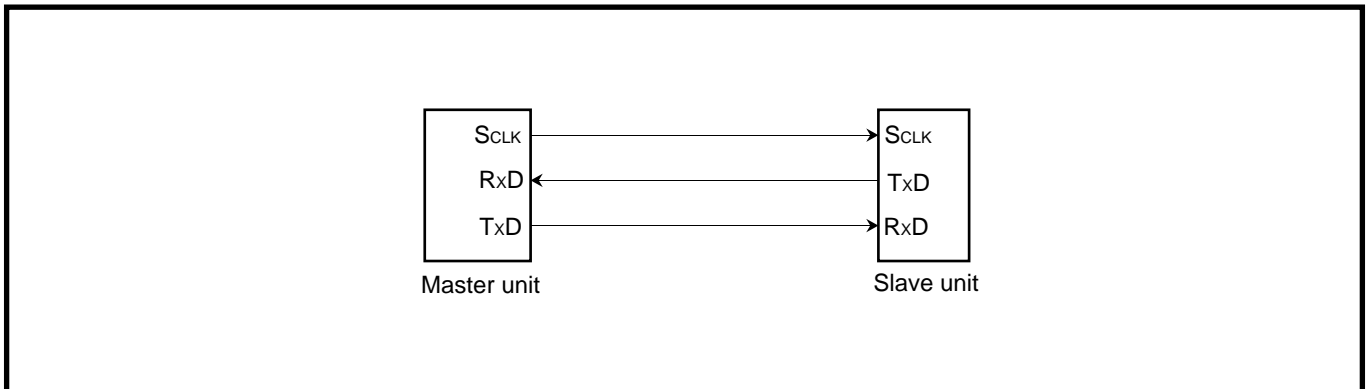 SCLK SCLK
RxD TxD
TxD RxD
Master unit Slave unit